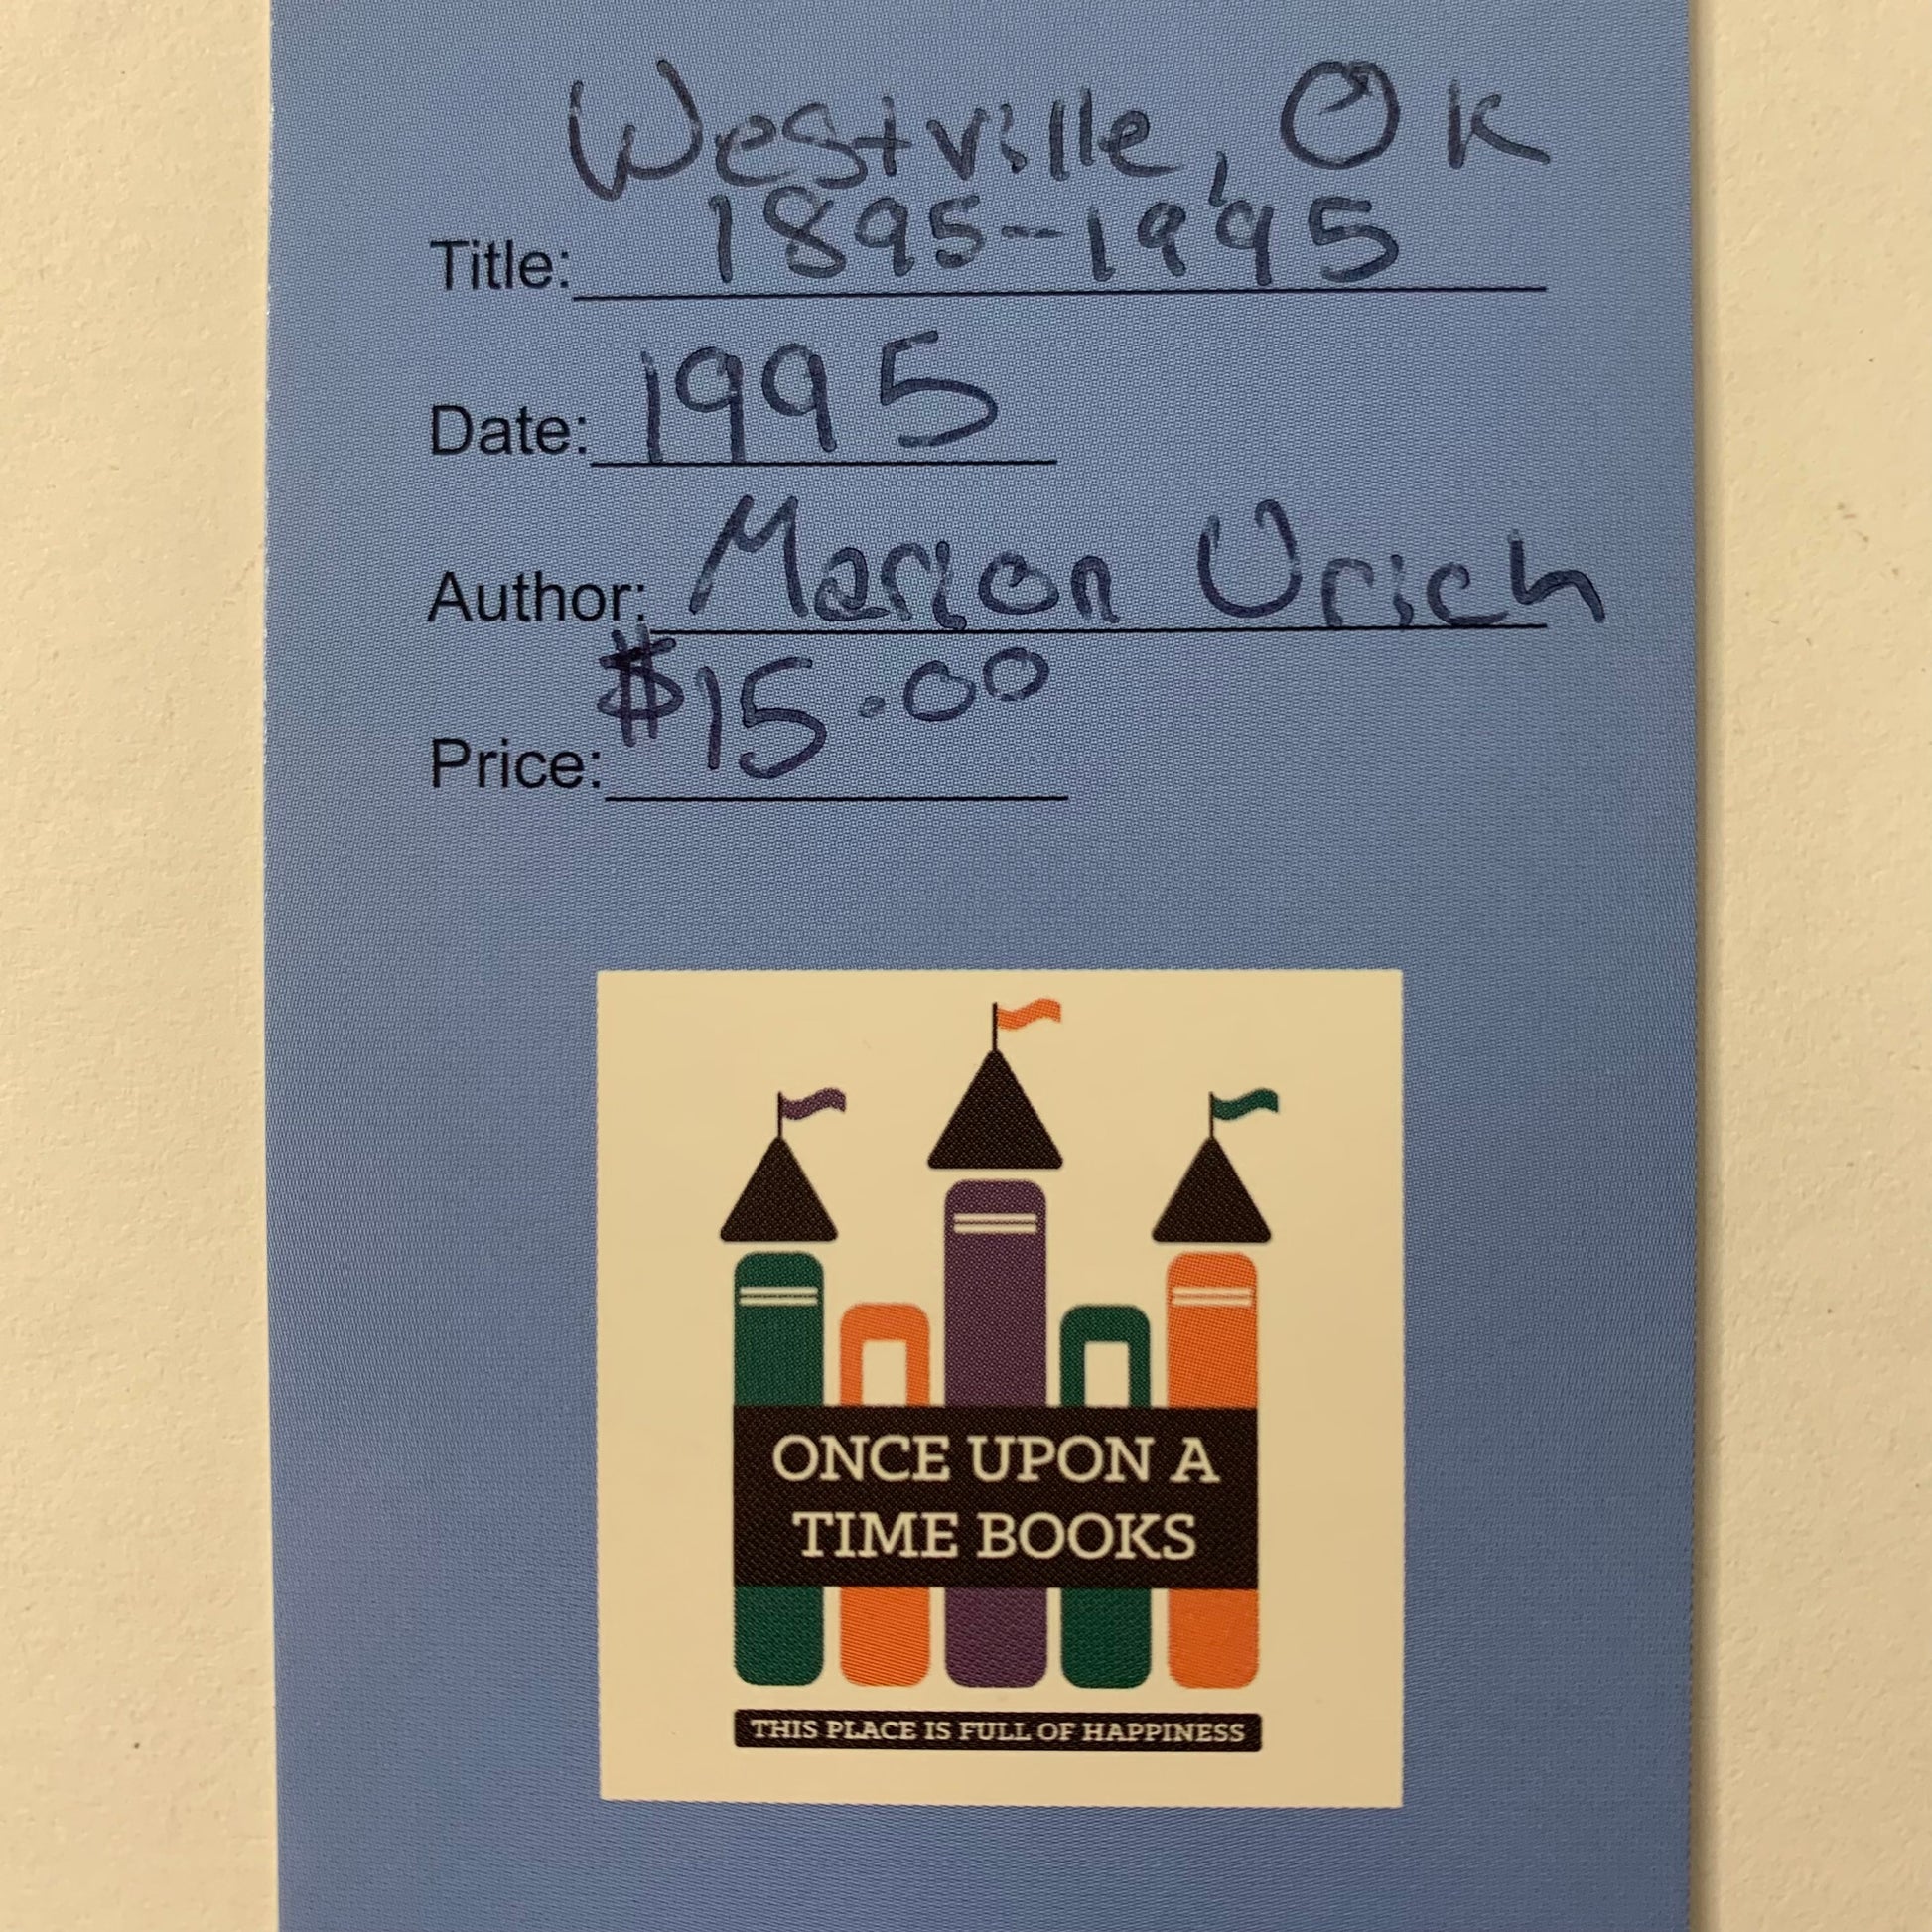 Westville, OK
Title: 1895-1995
Date: 1995
Author: Marion Urich
$15.00
Price:
ONCE UPON A
TIME BOOKS
THIS PLACE IS FULL OF HAPPINESS